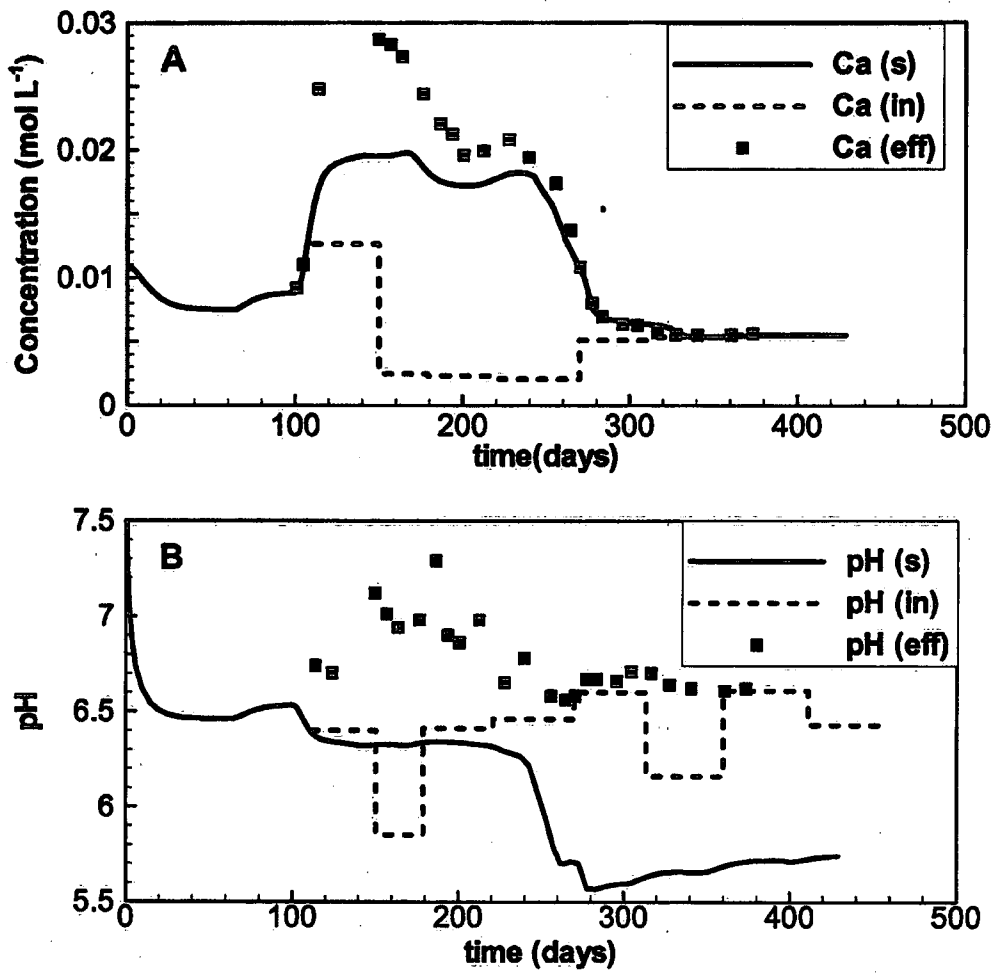 A
Ca (s)
Ca (in)
Ca (eff)
Concentration (mol L-1)
0.03
0.02
0.01
0
0 100 200 300 400 500
time(days)
B
pH (s)
pH (in)
pH (eff)
pH
7.5
7
6.5
6
5.5
0 100 200 300 400 500
time (days)